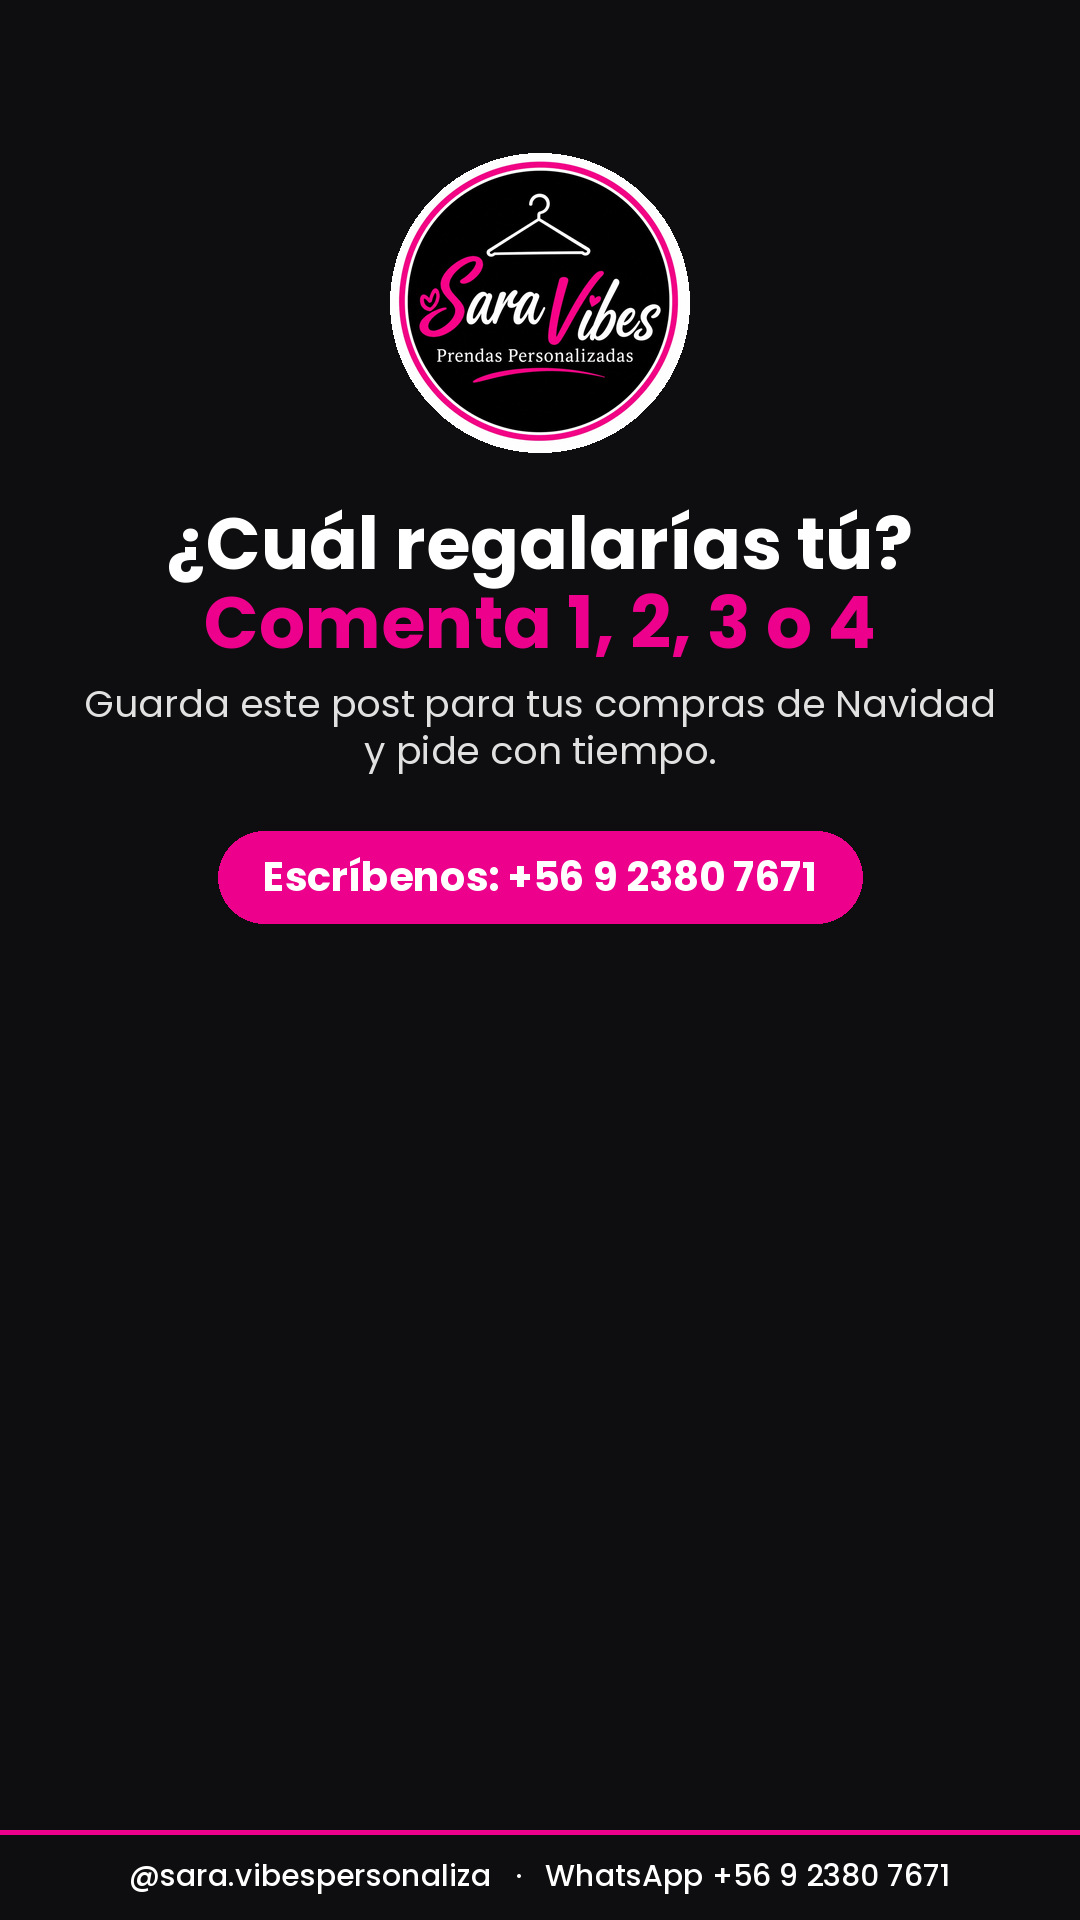 Sara Vibes
Prendas Personalizadas
¿Cuál regalarías tú?
Comenta 1, 2, 3 o 4
Guarda este post para tus compras de Navidad
y pide con tiempo.
Escríbenos: +56 9 2380 7671
@sara.vibespersonaliza · WhatsApp +56 9 2380 7671